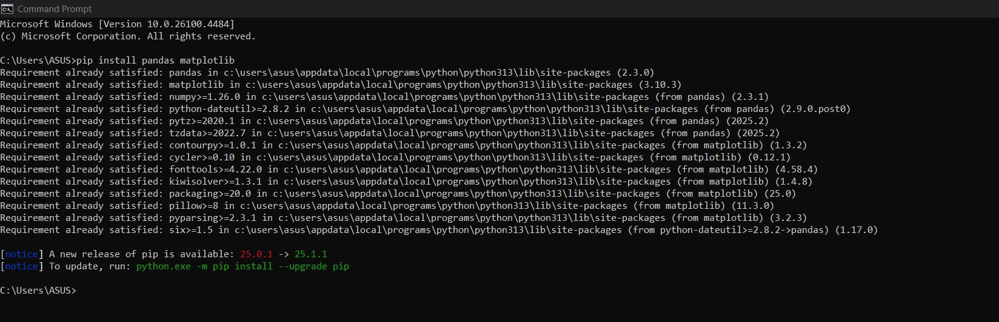 Command Prompt
Microsoft Windows [Version 10.0.26100.4484]
(c) Microsoft Corporation. All rights reserved.
C:\Users\ASUS>pip install pandas matplotlib
Requirement already satisfied: pandas in c:\users\asus\appdata\local\programs\python\python313\lib\site-packages (2.3.0)
Requirement already satisfied: matplotlib in c:\users\asus\appdata\local\programs\python\python313\lib\site-packages (3.10.3)
Requirement already satisfied: numpy>=1.26.0 in c:\users\asus\appdata\local\programs\python\python313\lib\site-packages (from pandas) (2.3.1)
Requirement already satisfied: python-dateutil>=2.8.2 in c:\users\asus\appdata\local\programs\python\python313\lib\site-packages (from pandas) (2.9.0.post0)
Requirement already satisfied: pytz>=2020.1 in c:\users\asus\appdata\local\programs\python\python313\lib\site-packages (from pandas) (2025.2)
Requirement already satisfied: tzdata>=2022.7 in c:\users\asus\appdata\local\programs\python\python313\lib\site-packages (from pandas) (2025.2)
Requirement already satisfied: contourpy>=1.0.1 in c:\users\asus\appdata\local\programs\python\python313\lib\site-packages (from matplotlib) (1.3.2)
Requirement already satisfied: cycler>=0.10 in c:\users\asus\appdata\local\programs\python\python313\lib\site-packages (from matplotlib) (0.12.1)
Requirement already satisfied: fonttools>=4.22.0 in c:\users\asus\appdata\local\programs\python\python313\lib\site-packages (from matplotlib) (4.58.4)
Requirement already satisfied: kiwisolver>=1.3.1 in c:\users\asus\appdata\local\programs\python\python313\lib\site-packages (from matplotlib) (1.4.8)
Requirement already satisfied: packaging>=20.0 in c:\users\asus\appdata\local\programs\python\python313\lib\site-packages (from matplotlib) (25.0)
Requirement already satisfied: pillow>=8 in c:\users\asus\appdata\local\programs\python\python313\lib\site-packages (from matplotlib) (11.3.0)
Requirement already satisfied: pyparsing>=2.3.1 in c:\users\asus\appdata\local\programs\python\python313\lib\site-packages (from matplotlib) (3.2.3)
Requirement already satisfied: six>=1.5 in c:\users\asus\appdata\local\programs\python\python313\lib\site-packages (from python-dateutil>=2.8.2->pandas) (1.17.0)
[notice] A new release of pip is available: 25.0.1 -> 25.1.1
[notice] To update, run: python.exe -m pip install --upgrade pip
C:\Users\ASUS>